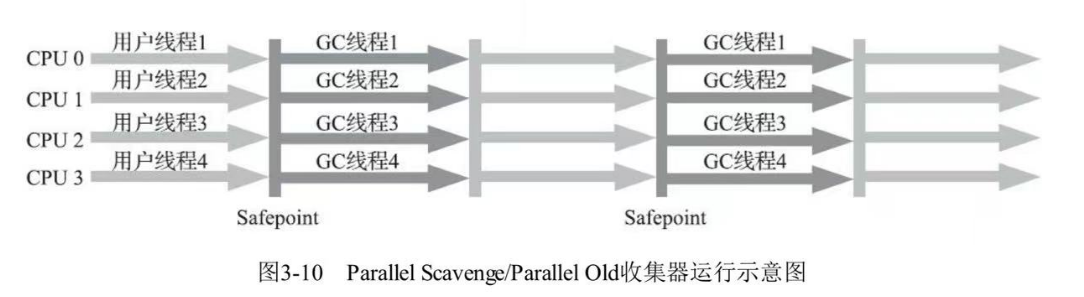 CPU 0 用户线程1 GC线程1 GC线程1
CPU 1 用户线程2 GC线程2 GC线程2
CPU 2 用户线程3 GC线程3 GC线程3
CPU 3 用户线程4 GC线程4 GC线程4
Safepoint Safepoint
图3-10 Parallel Scavenge/Parallel Old收集器运行示意图